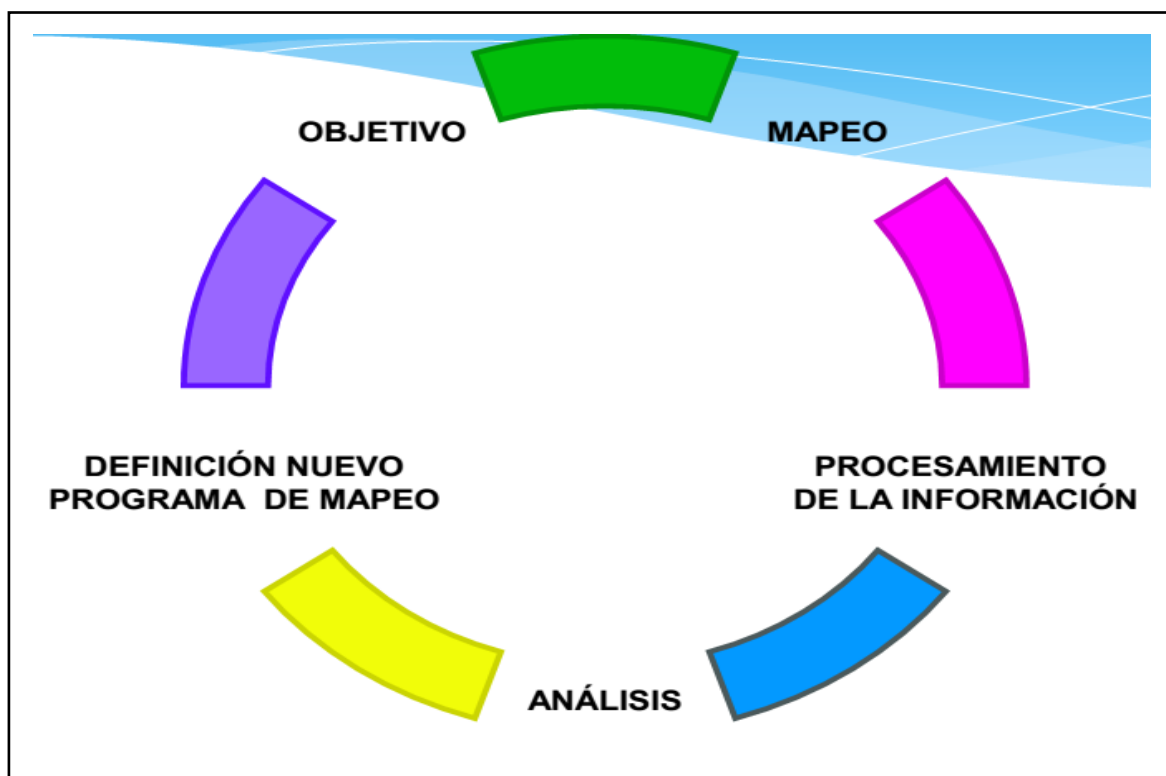 OBJETIVO
MAPEO
DEFINICIÓN NUEVO
PROGRAMA DE MAPEO
PROCESAMIENTO
DE LA INFORMACIÓN
ANÁLISIS